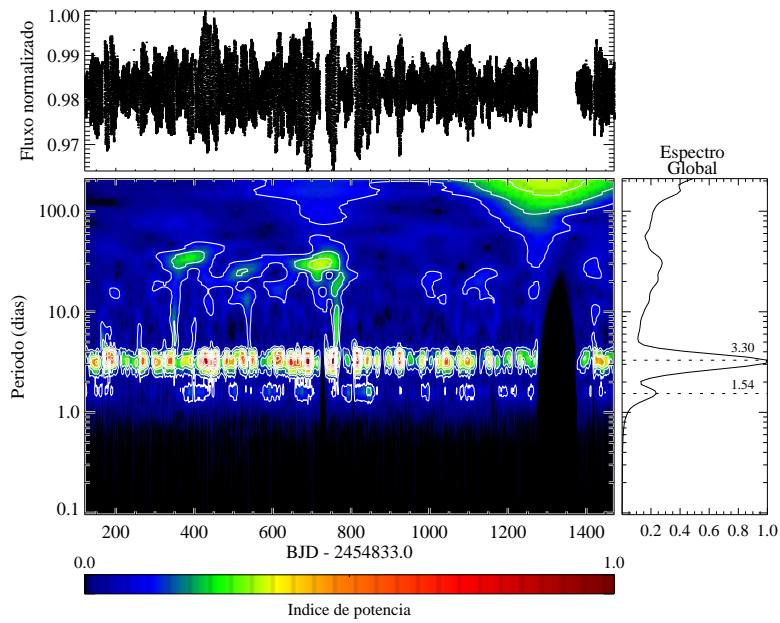 1.00
0.99
0.98
0.97
Fluxo normalizado
Espectro
Global
100.0
10.0
1.0
0.1
Periodo (dias)
3.30
1.54
200 400 600 800 1000 1200 1400
0.2 0.4 0.6 0.8 1.0
BJD - 2454833.0
0.0 1.0
Indice de potencia